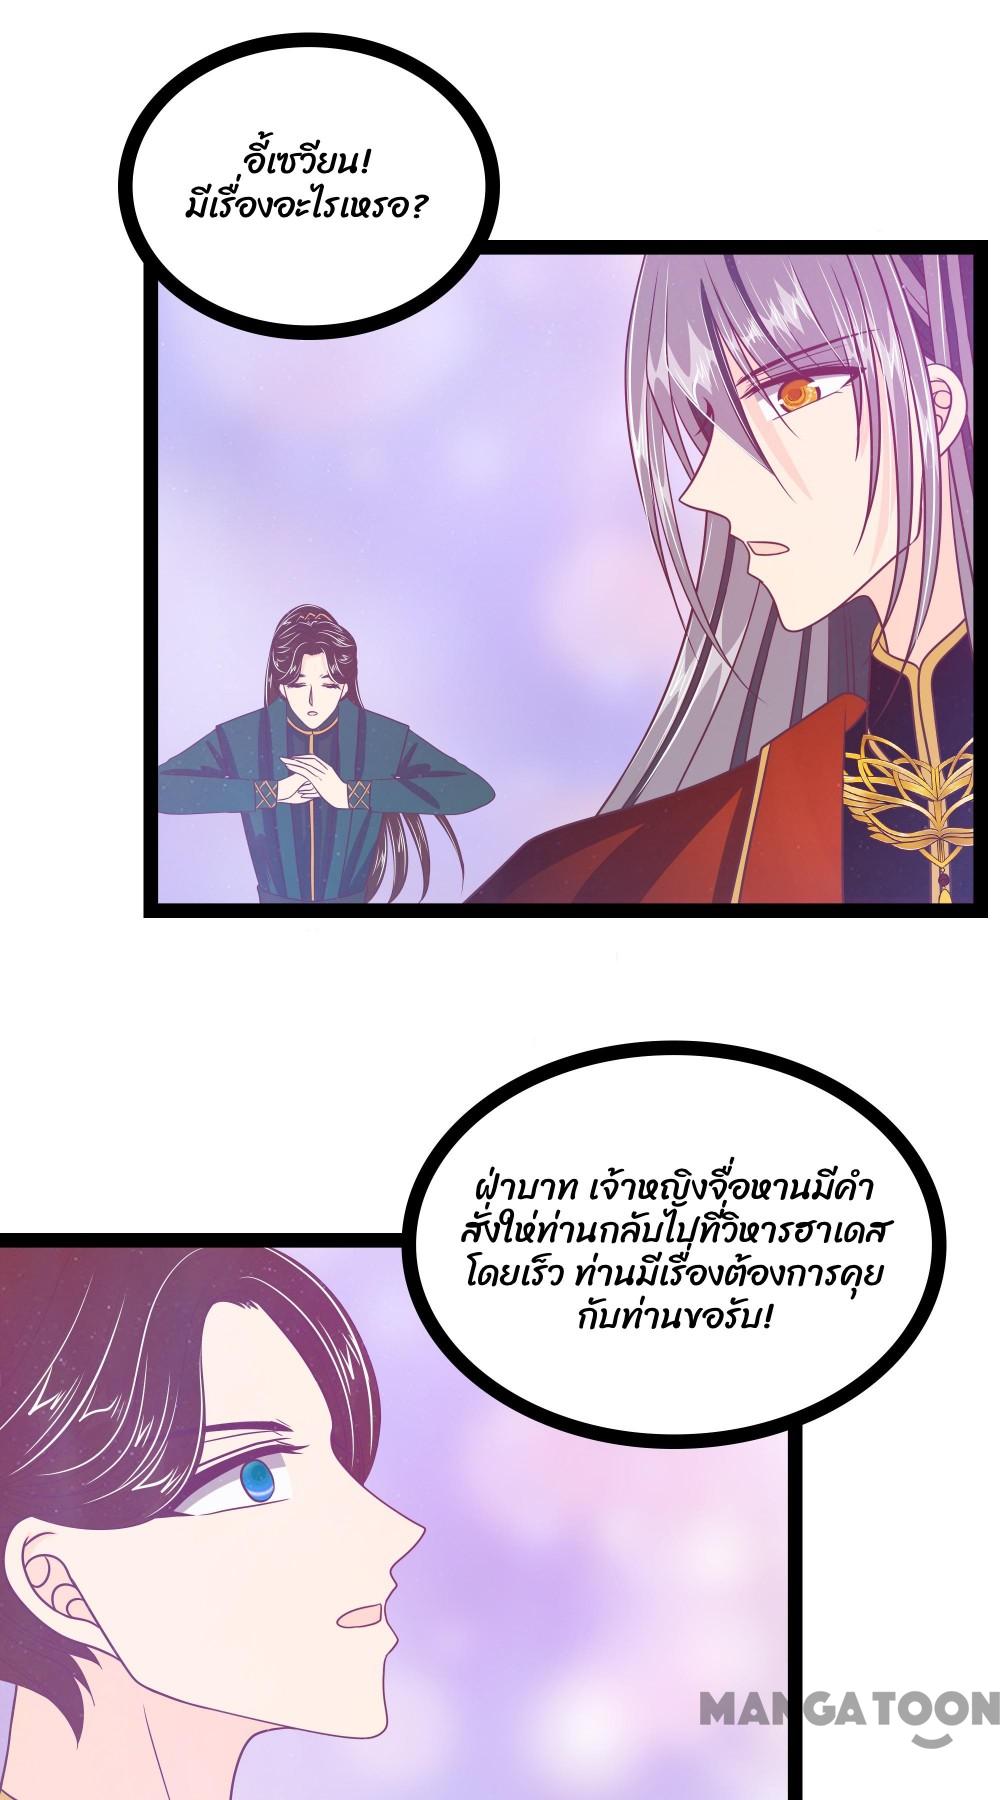 อี้เซวียน!
มีเรื่องอะไรเหรอ?
ฝ่าบาท เจ้าหญิงจื่อหานมีคำ
สั่งให้ท่านกลับไปที่วิหารฮาเดส
โดยเร็ว ท่านมีเรื่องต้องการคุย
กับท่านขอรับ!
MANGATOON